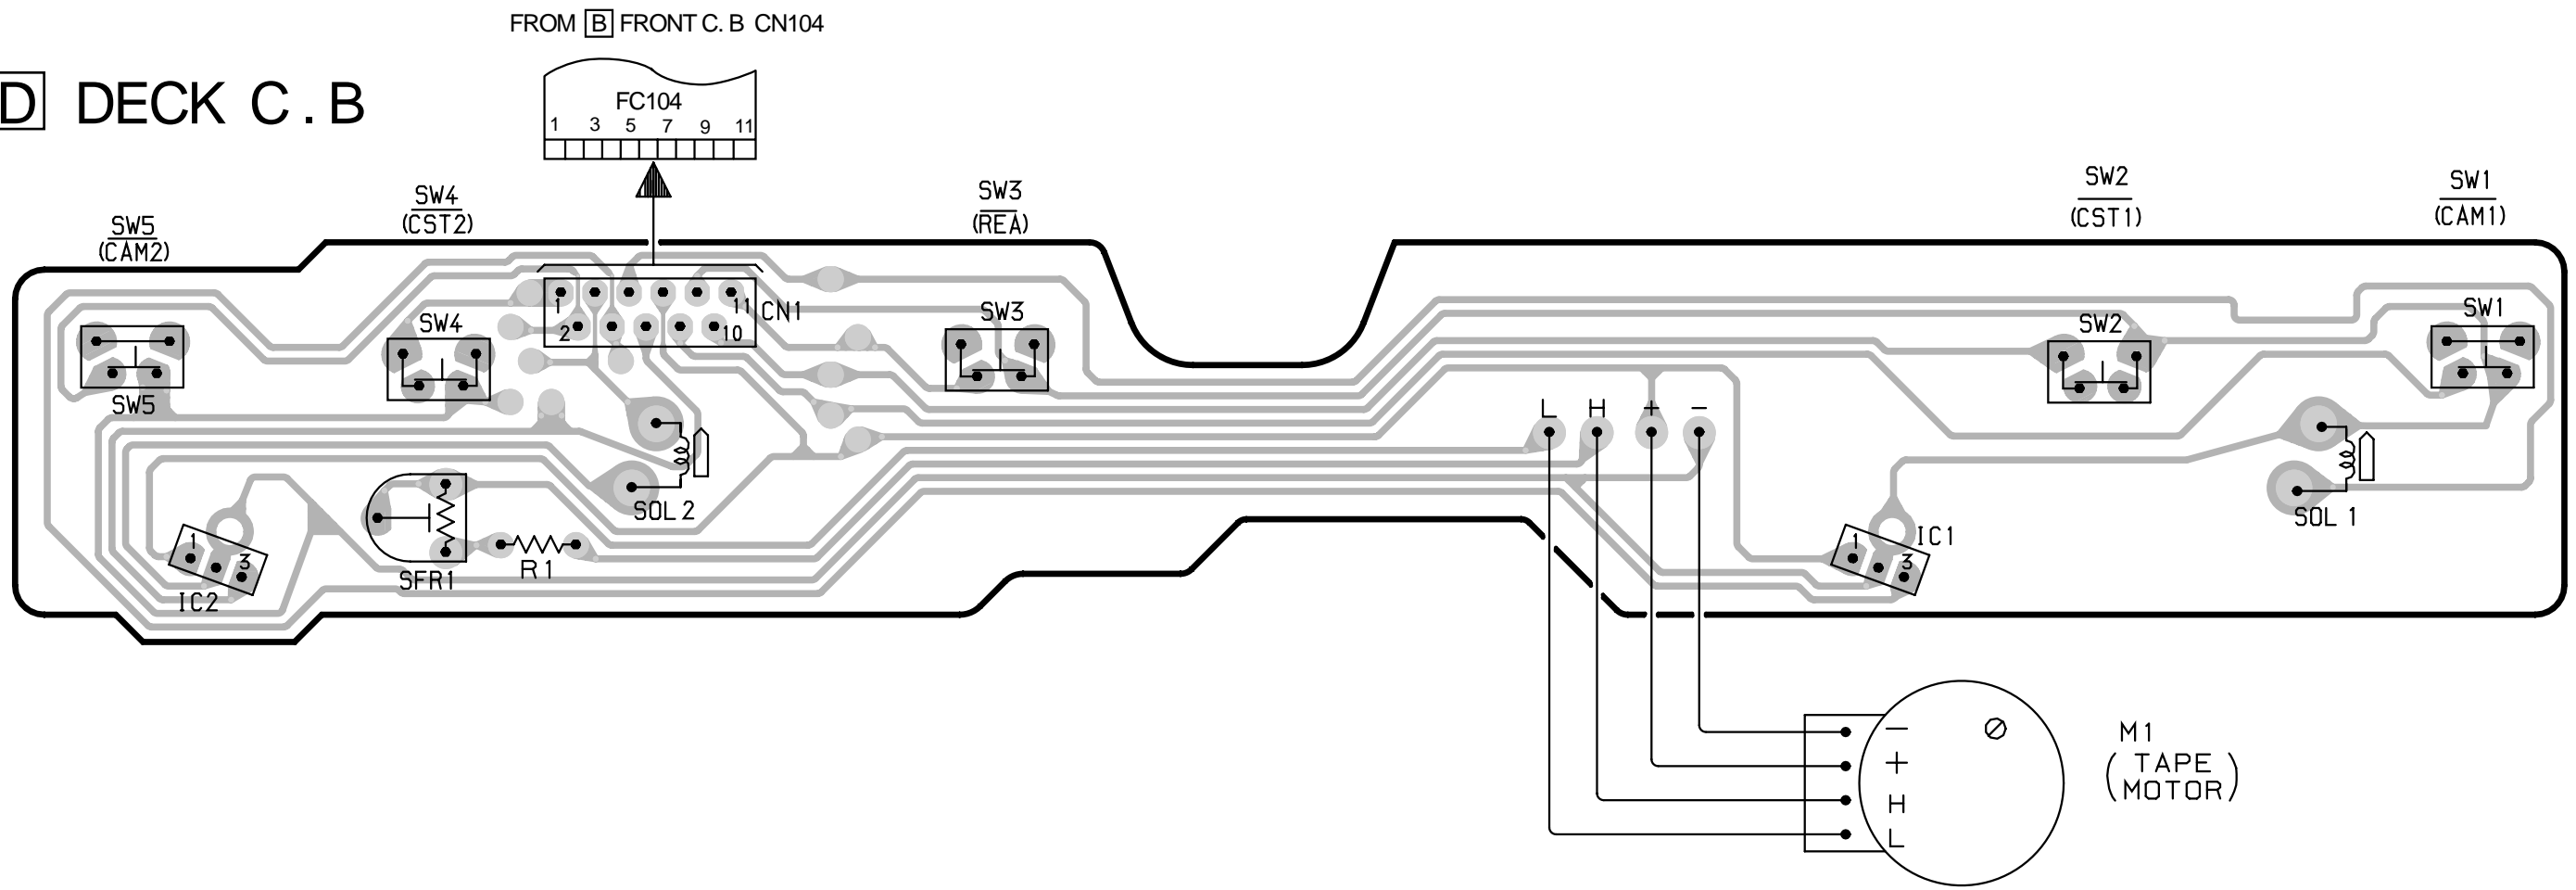 FROM B FRONT C. B CN104
D DECK C . B
FC104
1 3 5 7 9 11
SW5
(CAM2)
SW4
(CST2)
SW3
(REA)
SW2
(CST1)
SW1
(CAM1)
1
11
CN1
2
10
SW4
SW5
SW3
SW2
SW1
L H + −
SOL 2
SOL 1
1
3
IC2
SFR1
R1
1
3
IC1
−
+
H
L
M1
( TAPE
MOTOR )